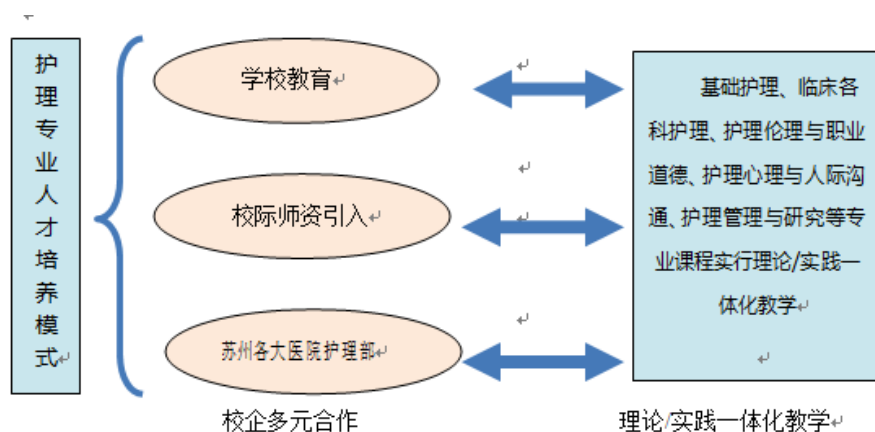 护理专业人才培养模式
学校教育
校际师资引入
苏州各大医院护理部
基础护理、临床各
科护理、护理伦理与职业
道德、护理心理与人际沟
通、护理管理与研究等专
业课程实行理论/实践一
体化教学
校企多元合作
理论/实践一体化教学